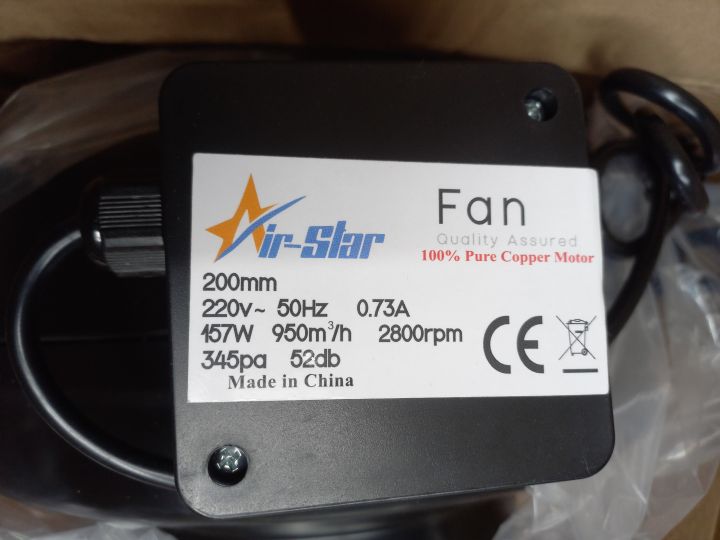 Air-Star
Fan
Quality Assured
100% Pure Copper Motor
200mm
220v~ 50Hz 0.73A
157W 950m³/h 2800rpm
345pa 52db
Made in China
CE